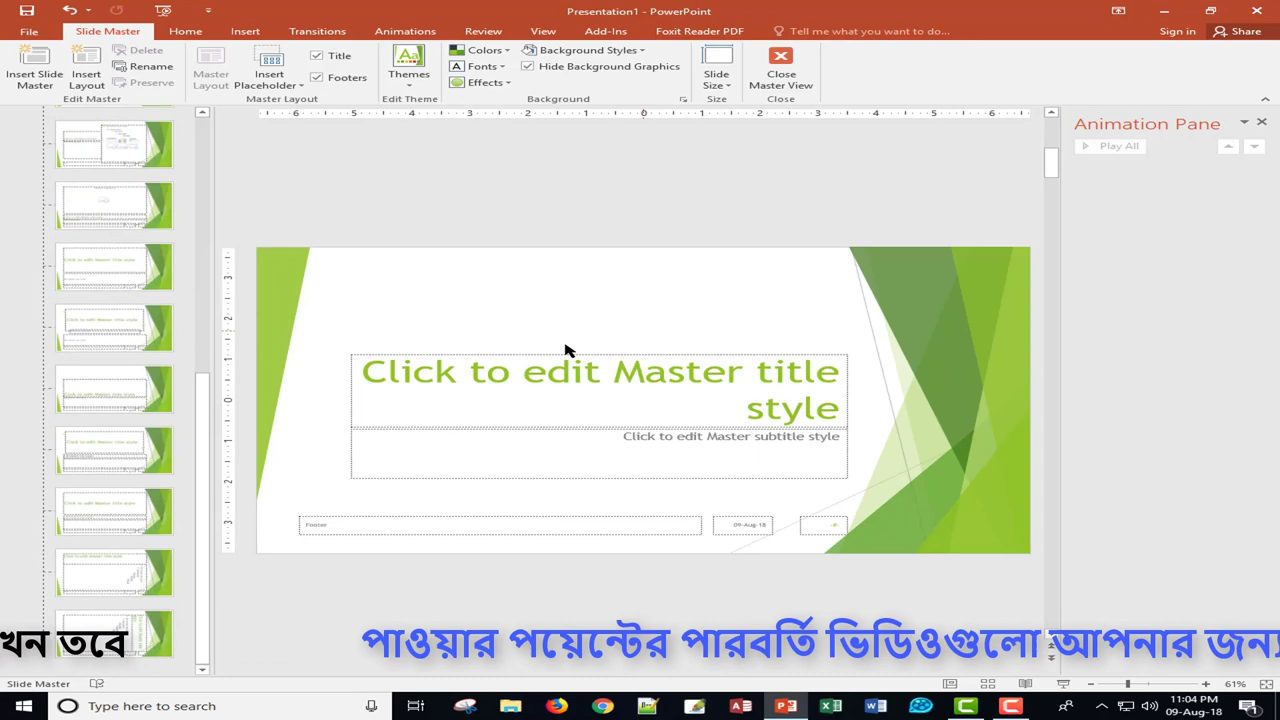 Presentation1 - PowerPoint
File Slide Master Home Insert Transitions Animations Review View Add-Ins Foxit Reader PDF Tell me what you want to do... Sign in Share
Insert Slide Master
Insert Layout
Delete
Rename
Preserve
Edit Master
Master Layout
Insert Placeholder
Title
Footers
Master Layout
Themes
Edit Theme
Colors
Fonts
Effects
Background Styles
Hide Background Graphics
Background
Slide Size
Size
Close Master View
Close
Animation Pane
Play All
Click to edit Master title
style
Click to edit Master subtitle style
Footer
09-Aug-18
খন তবে
পাওয়ার পয়েন্টের পারবর্তি ভিডিওগুলো আপনার জন্য
Slide Master
61%
Type here to search
11:04 PM
09-Aug-18